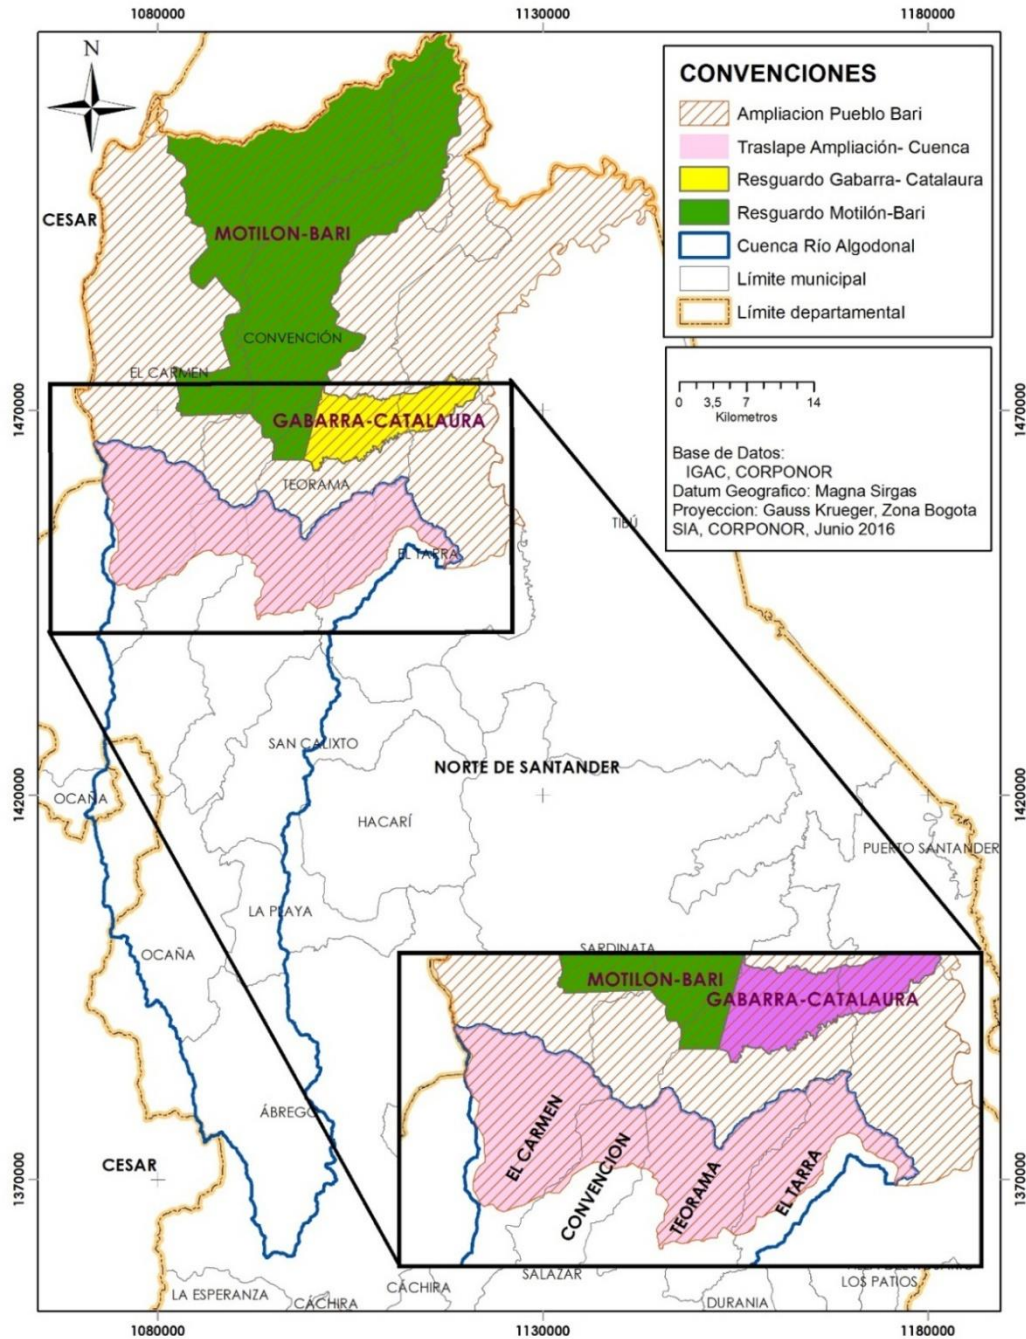 1080000
1130000
1180000
N
CONVENCIONES
Ampliacion Pueblo Bari
Traslape Ampliación- Cuenca
Resguardo Gabarra- Catalaura
Resguardo Motilón-Bari
Cuenca Río Algodonal
Límite municipal
Límite departamental
CESAR
MOTILON-BARI
CONVENCIÓN
EL CARMEN
1470000
1470000
GABARRA-CATALAURA
TEORAMA
EL TARRA
TIBÚ
0 3,5 7 14
Kilometros
Base de Datos:
IGAC, CORPONOR
Datum Geografico: Magna Sirgas
Proyeccion: Gauss Krueger, Zona Bogota
SIA, CORPONOR, Junio 2016
SAN CALIXTO
NORTE DE SANTANDER
OCAÑA
HACARÍ
1420000
1420000
PUERTO SANTANDER
LA PLAYA
OCAÑA
SARDINATA
MOTILON-BARI
GABARRA-CATALAURA
EL CARMEN
CONVENCION
TEORAMA
EL TARRA
ÁBREGO
CESAR
1370000
1370000
SALAZAR
LOS PATIOS
LA ESPERANZA
CÁCHIRA
CÁCHIRA
DURANIA
1080000
1130000
1180000